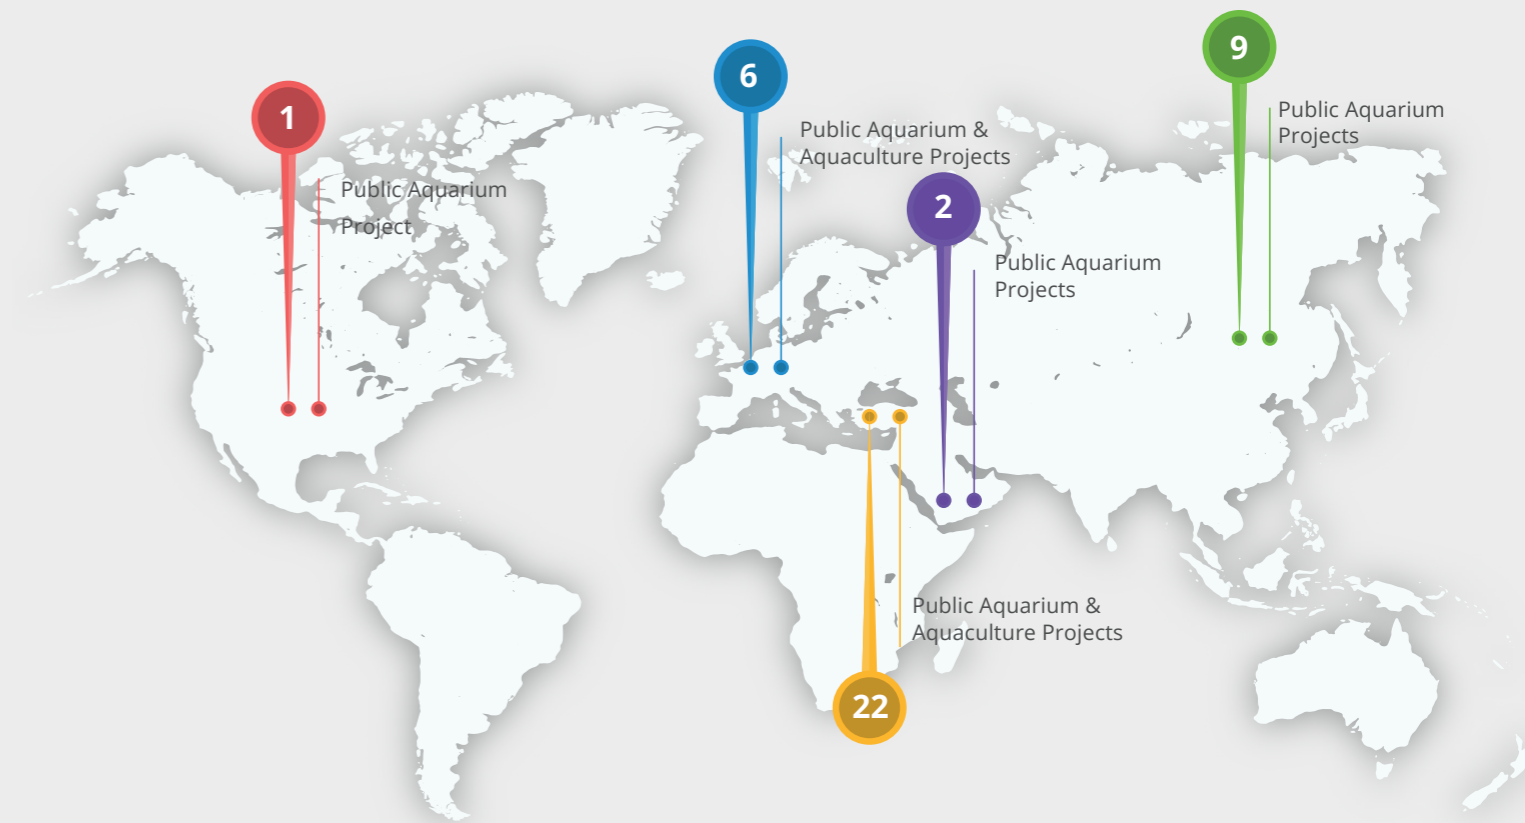 1
Public Aquarium
Project
6
Public Aquarium &
Aquaculture Projects
2
Public Aquarium
Projects
9
Public Aquarium
Projects
Public Aquarium &
Aquaculture Projects
22